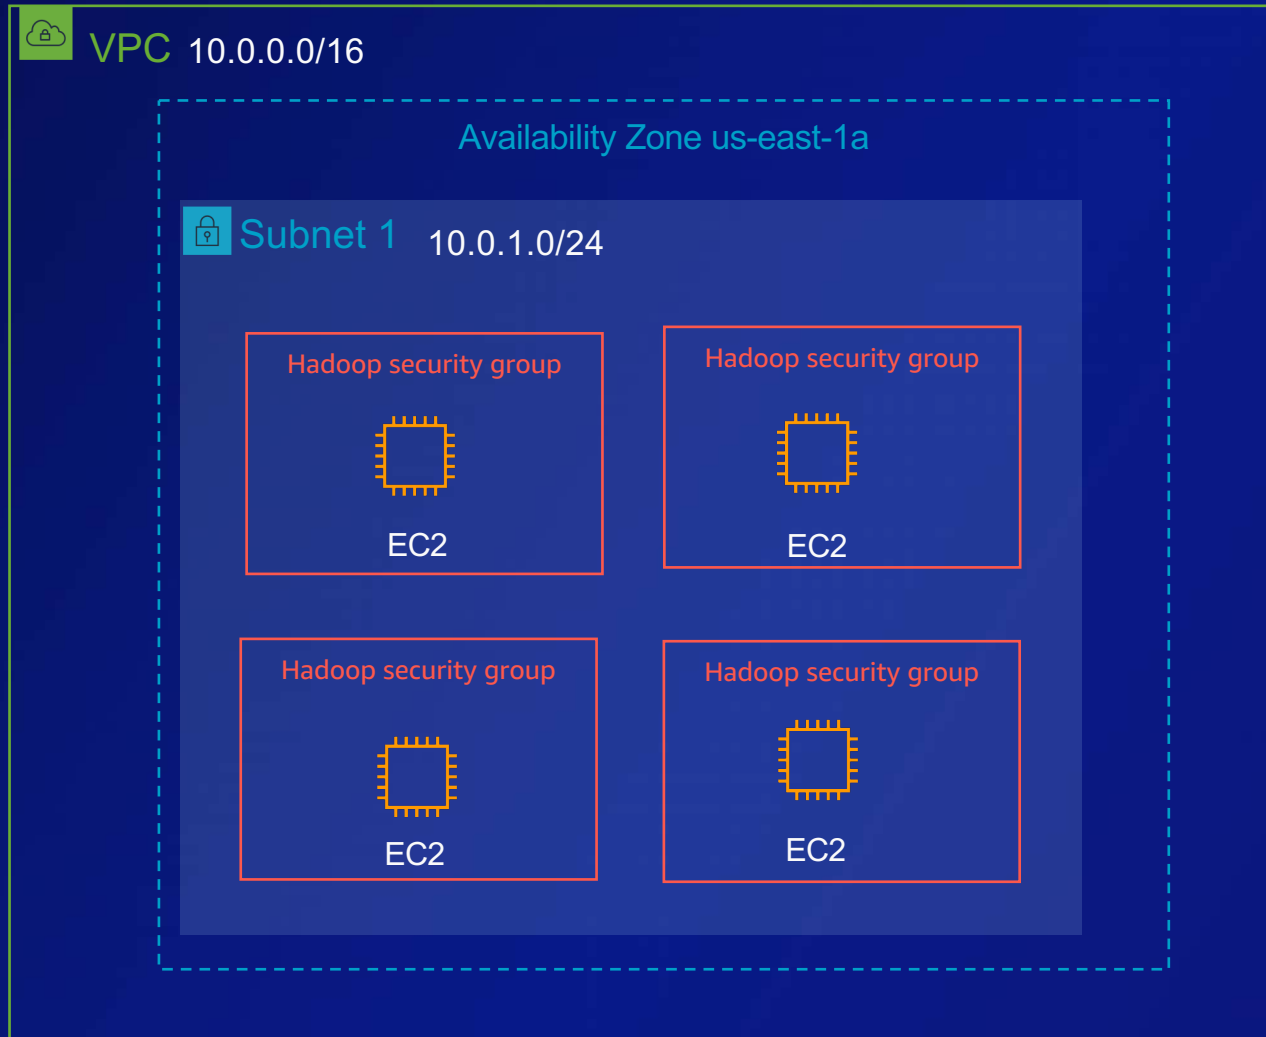 VPC 10.0.0.0/16
Availability Zone us-east-1a
Subnet 1 10.0.1.0/24
Hadoop security group
EC2
Hadoop security group
EC2
Hadoop security group
EC2
Hadoop security group
EC2